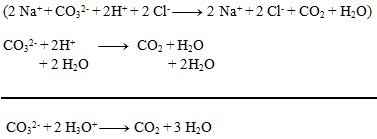 (2 Na⁺ + CO₃²⁻ + 2H⁺ + 2 Cl⁻ ⟶ 2 Na⁺ + 2 Cl⁻ + CO₂ + H₂O)
CO₃²⁻ + 2H⁺ ⟶ CO₂ + H₂O
+ 2 H₂O + 2H₂O
CO₃²⁻ + 2 H₃O⁺ ⟶ CO₂ + 3 H₂O